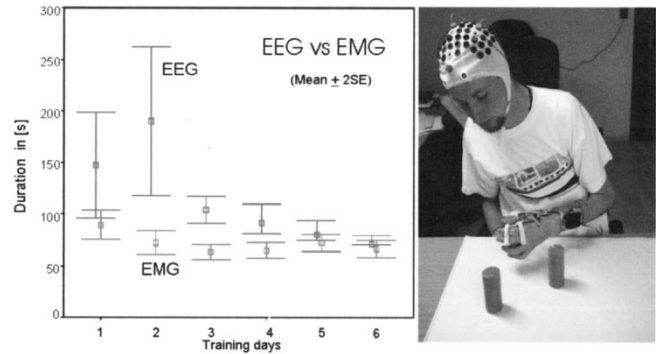 300
250
200
150
100
50
0
Duration in [s]
EEG vs EMG
(Mean ± 2SE)
EEG
EMG
1 2 3 4 5 6
Training days